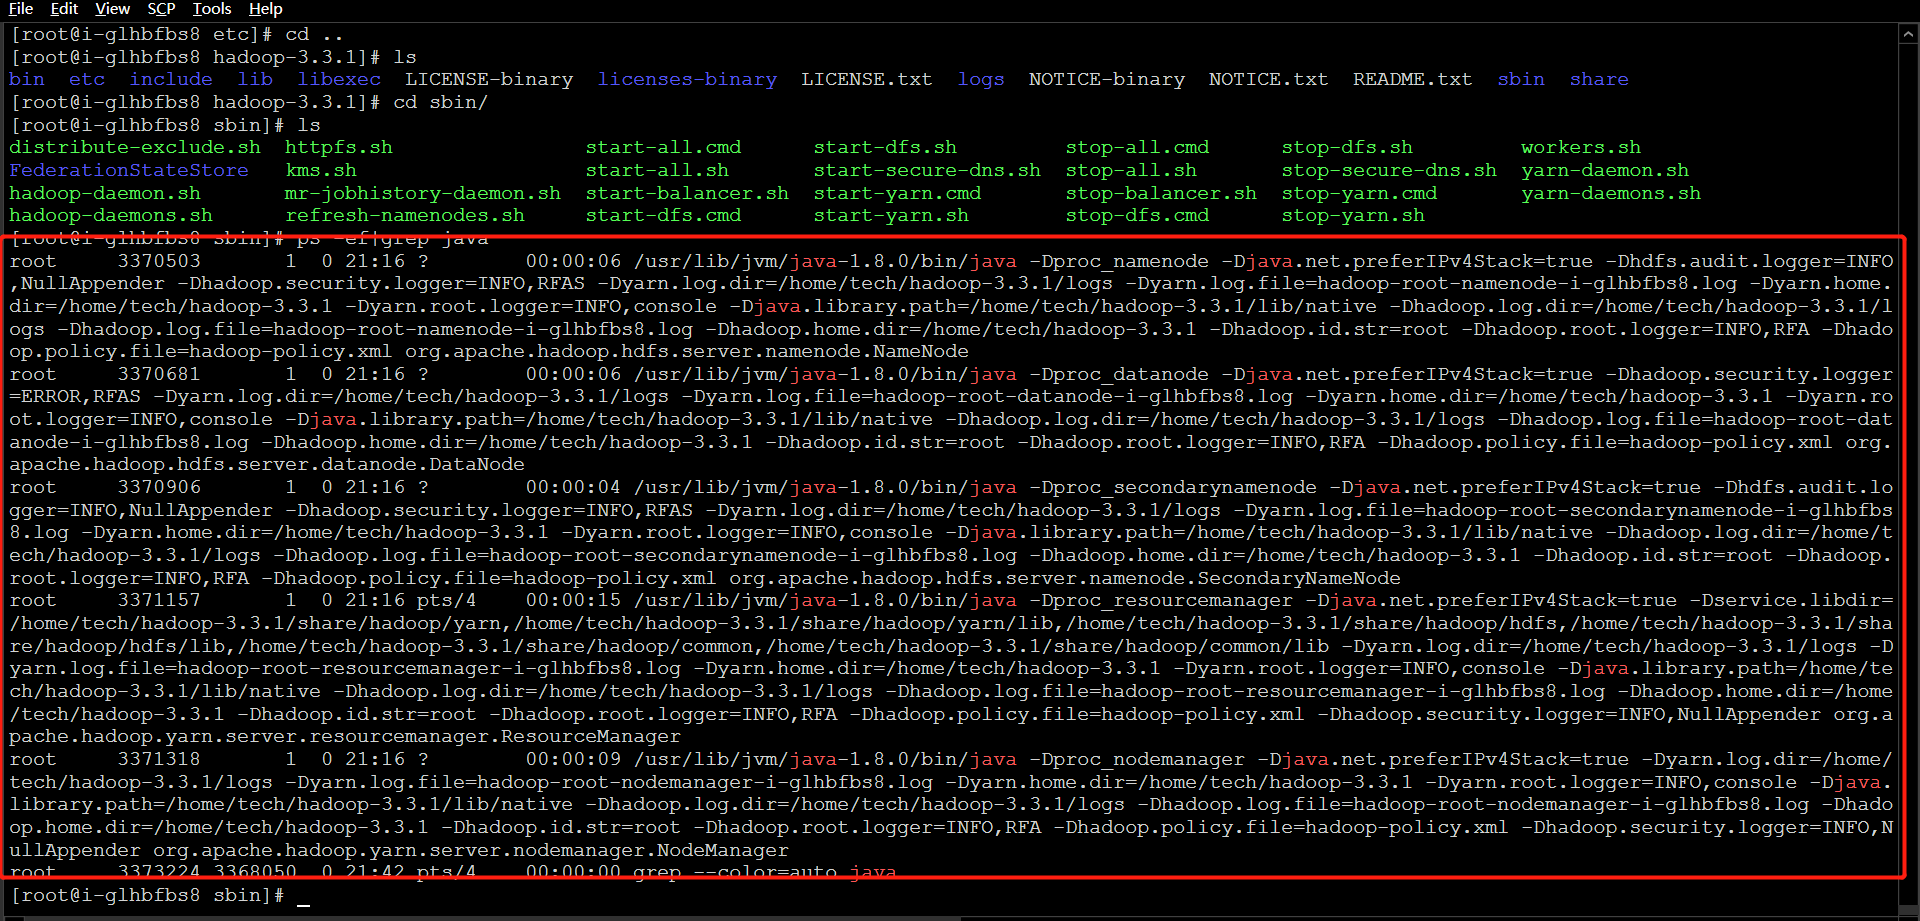 File Edit View SCP Tools Help
[root@i-glhbfbs8 etc]# cd ..
[root@i-glhbfbs8 hadoop-3.3.1]# ls
bin etc include lib libexec LICENSE-binary licenses-binary LICENSE.txt logs NOTICE-binary NOTICE.txt README.txt sbin share
[root@i-glhbfbs8 hadoop-3.3.1]# cd sbin/
[root@i-glhbfbs8 sbin]# ls
distribute-exclude.sh httpfs.sh start-all.cmd start-dfs.sh stop-all.cmd stop-dfs.sh workers.sh
FederationStateStore kms.sh start-all.sh start-secure-dns.sh stop-all.sh stop-secure-dns.sh yarn-daemon.sh
hadoop-daemon.sh mr-jobhistory-daemon.sh start-balancer.sh start-yarn.cmd stop-balancer.sh stop-yarn.cmd yarn-daemons.sh
hadoop-daemons.sh refresh-namenodes.sh start-dfs.cmd start-yarn.sh stop-dfs.cmd stop-yarn.sh
[root@i-glhbfbs8 sbin]# ps -ef|grep java
root 3370503 1 0 21:16 ? 00:00:06 /usr/lib/jvm/java-1.8.0/bin/java -Dproc_namenode -Djava.net.preferIPv4Stack=true -Dhdfs.audit.logger=INFO
,NullAppender -Dhadoop.security.logger=INFO,RFAS -Dyarn.log.dir=/home/tech/hadoop-3.3.1/logs -Dyarn.log.file=hadoop-root-namenode-i-glhbfbs8.log -Dyarn.home.
dir=/home/tech/hadoop-3.3.1 -Dyarn.root.logger=INFO,console -Djava.library.path=/home/tech/hadoop-3.3.1/lib/native -Dhadoop.log.dir=/home/tech/hadoop-3.3.1/l
ogs -Dhadoop.log.file=hadoop-root-namenode-i-glhbfbs8.log -Dhadoop.home.dir=/home/tech/hadoop-3.3.1 -Dhadoop.id.str=root -Dhadoop.root.logger=INFO,RFA -Dhado
op.policy.file=hadoop-policy.xml org.apache.hadoop.hdfs.server.namenode.NameNode
root 3370681 1 0 21:16 ? 00:00:06 /usr/lib/jvm/java-1.8.0/bin/java -Dproc_datanode -Djava.net.preferIPv4Stack=true -Dhadoop.security.logger
=ERROR,RFAS -Dyarn.log.dir=/home/tech/hadoop-3.3.1/logs -Dyarn.log.file=hadoop-root-datanode-i-glhbfbs8.log -Dyarn.home.dir=/home/tech/hadoop-3.3.1 -Dyarn.ro
ot.logger=INFO,console -Djava.library.path=/home/tech/hadoop-3.3.1/lib/native -Dhadoop.log.dir=/home/tech/hadoop-3.3.1/logs -Dhadoop.log.file=hadoop-root-dat
anode-i-glhbfbs8.log -Dhadoop.home.dir=/home/tech/hadoop-3.3.1 -Dhadoop.id.str=root -Dhadoop.root.logger=INFO,RFA -Dhadoop.policy.file=hadoop-policy.xml org.
apache.hadoop.hdfs.server.datanode.DataNode
root 3370906 1 0 21:16 ? 00:00:04 /usr/lib/jvm/java-1.8.0/bin/java -Dproc_secondarynamenode -Djava.net.preferIPv4Stack=true -Dhdfs.audit.lo
gger=INFO,NullAppender -Dhadoop.security.logger=INFO,RFAS -Dyarn.log.dir=/home/tech/hadoop-3.3.1/logs -Dyarn.log.file=hadoop-root-secondarynamenode-i-glhbfbs
8.log -Dyarn.home.dir=/home/tech/hadoop-3.3.1 -Dyarn.root.logger=INFO,console -Djava.library.path=/home/tech/hadoop-3.3.1/lib/native -Dhadoop.log.dir=/home/t
ech/hadoop-3.3.1/logs -Dhadoop.log.file=hadoop-root-secondarynamenode-i-glhbfbs8.log -Dhadoop.home.dir=/home/tech/hadoop-3.3.1 -Dhadoop.id.str=root -Dhadoop.
root.logger=INFO,RFA -Dhadoop.policy.file=hadoop-policy.xml org.apache.hadoop.hdfs.server.namenode.SecondaryNameNode
root 3371157 1 0 21:16 pts/4 00:00:15 /usr/lib/jvm/java-1.8.0/bin/java -Dproc_resourcemanager -Djava.net.preferIPv4Stack=true -Dservice.libdir=
/home/tech/hadoop-3.3.1/share/hadoop/yarn,/home/tech/hadoop-3.3.1/share/hadoop/yarn/lib,/home/tech/hadoop-3.3.1/share/hadoop/hdfs,/home/tech/hadoop-3.3.1/sha
re/hadoop/hdfs/lib,/home/tech/hadoop-3.3.1/share/hadoop/common,/home/tech/hadoop-3.3.1/share/hadoop/common/lib -Dyarn.log.dir=/home/tech/hadoop-3.3.1/logs -D
yarn.log.file=hadoop-root-resourcemanager-i-glhbfbs8.log -Dyarn.home.dir=/home/tech/hadoop-3.3.1 -Dyarn.root.logger=INFO,console -Djava.library.path=/home/te
ch/hadoop-3.3.1/lib/native -Dhadoop.log.dir=/home/tech/hadoop-3.3.1/logs -Dhadoop.log.file=hadoop-root-resourcemanager-i-glhbfbs8.log -Dhadoop.home.dir=/home
/tech/hadoop-3.3.1 -Dhadoop.id.str=root -Dhadoop.root.logger=INFO,RFA -Dhadoop.policy.file=hadoop-policy.xml -Dhadoop.security.logger=INFO,NullAppender org.a
pache.hadoop.yarn.server.resourcemanager.ResourceManager
root 3371318 1 0 21:16 ? 00:00:09 /usr/lib/jvm/java-1.8.0/bin/java -Dproc_nodemanager -Djava.net.preferIPv4Stack=true -Dyarn.log.dir=/home/
tech/hadoop-3.3.1/logs -Dyarn.log.file=hadoop-root-nodemanager-i-glhbfbs8.log -Dyarn.home.dir=/home/tech/hadoop-3.3.1 -Dyarn.root.logger=INFO,console -Djava.
library.path=/home/tech/hadoop-3.3.1/lib/native -Dhadoop.log.dir=/home/tech/hadoop-3.3.1/logs -Dhadoop.log.file=hadoop-root-nodemanager-i-glhbfbs8.log -Dhado
op.home.dir=/home/tech/hadoop-3.3.1 -Dhadoop.id.str=root -Dhadoop.root.logger=INFO,RFA -Dhadoop.policy.file=hadoop-policy.xml -Dhadoop.security.logger=INFO,N
ullAppender org.apache.hadoop.yarn.server.nodemanager.NodeManager
root 3373224 3368050 0 21:42 pts/4 00:00:00 grep --color=auto java
[root@i-glhbfbs8 sbin]# _